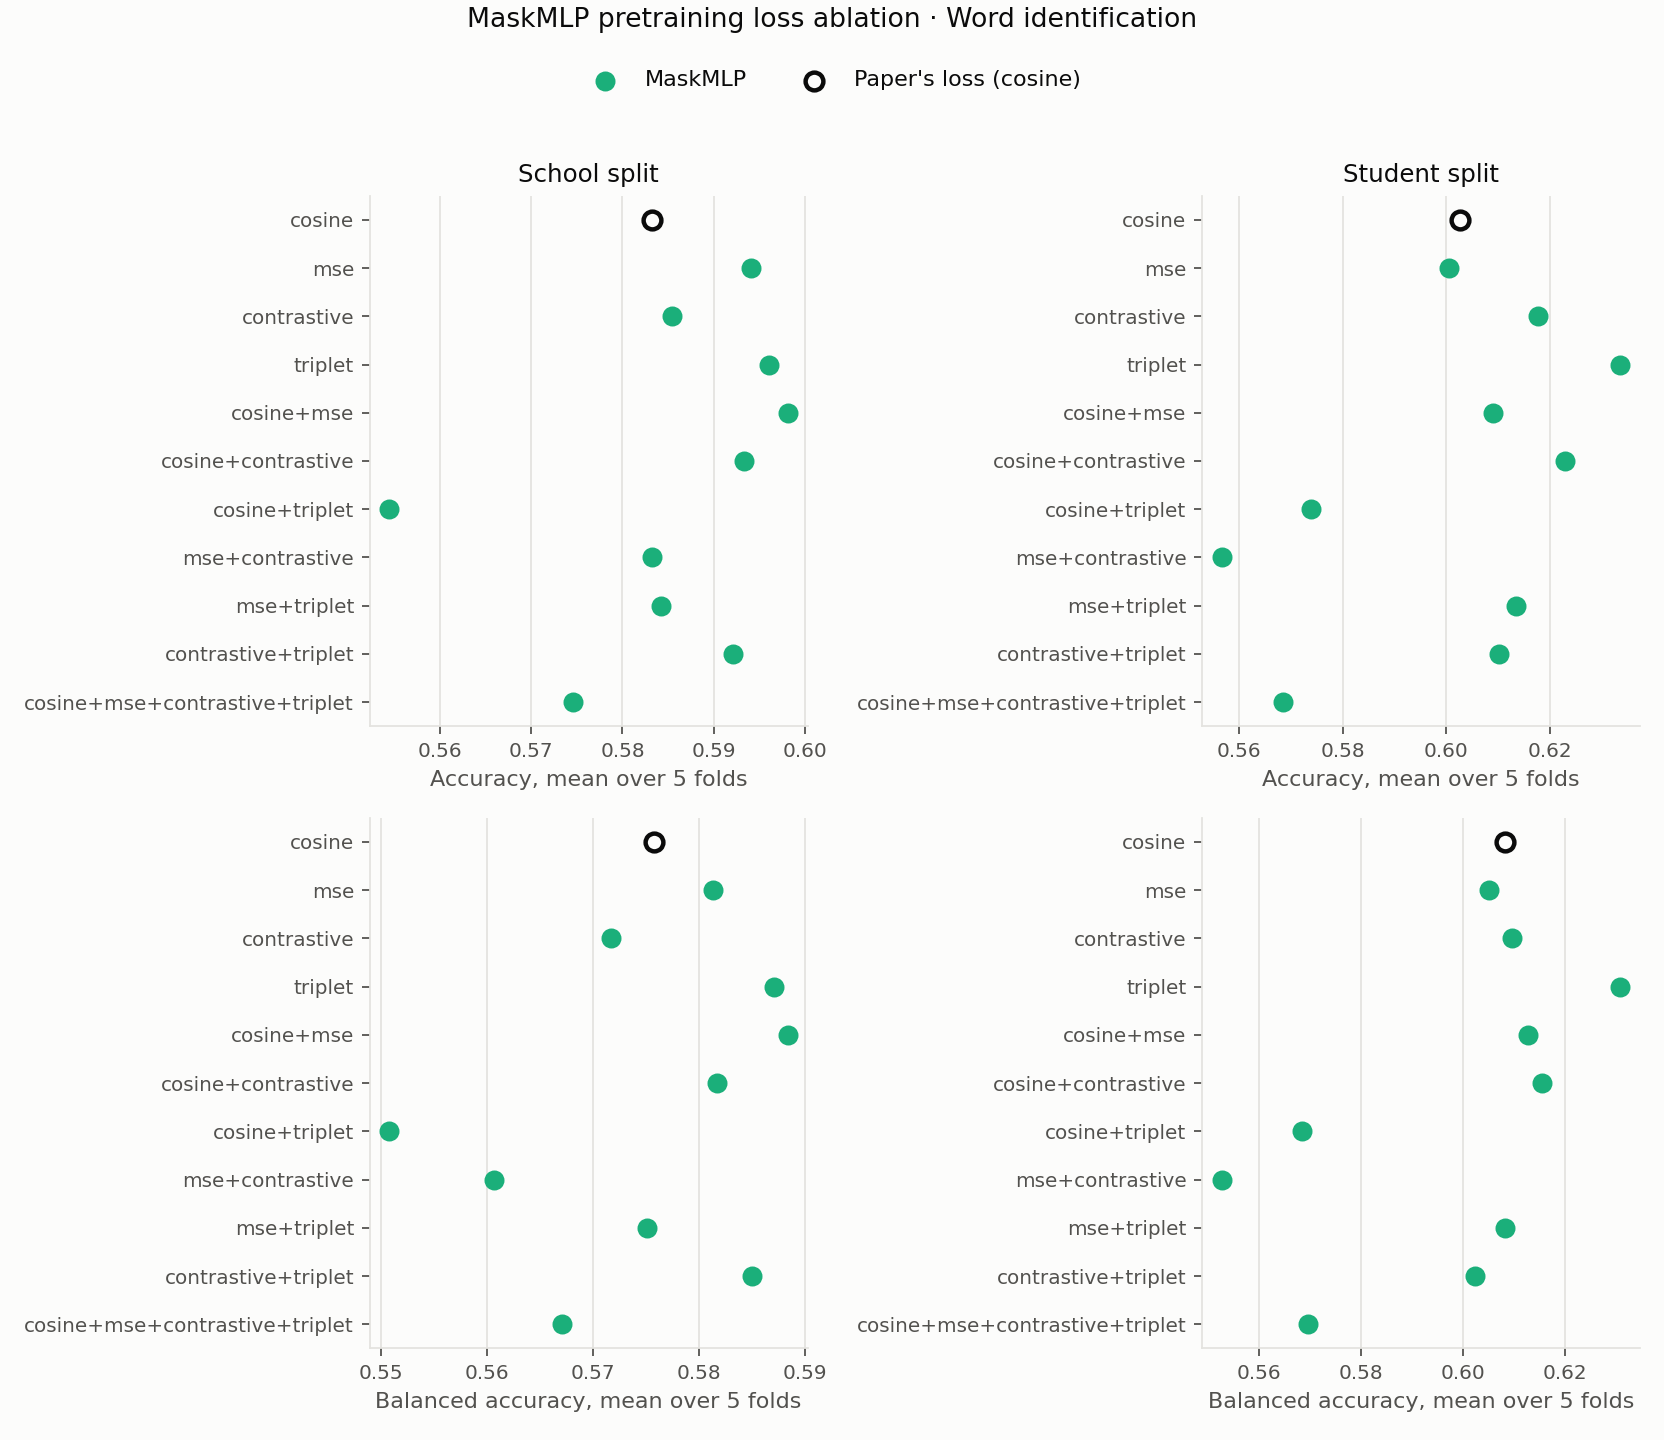 MaskMLP pretraining loss ablation · Word identification
MaskMLP
Paper's loss (cosine)
School split
cosine
mse
contrastive
triplet
cosine+mse
cosine+contrastive
cosine+triplet
mse+contrastive
mse+triplet
contrastive+triplet
cosine+mse+contrastive+triplet
0.56 0.57 0.58 0.59 0.60
Accuracy, mean over 5 folds
Student split
cosine
mse
contrastive
triplet
cosine+mse
cosine+contrastive
cosine+triplet
mse+contrastive
mse+triplet
contrastive+triplet
cosine+mse+contrastive+triplet
0.56 0.58 0.60 0.62
Accuracy, mean over 5 folds
cosine
mse
contrastive
triplet
cosine+mse
cosine+contrastive
cosine+triplet
mse+contrastive
mse+triplet
contrastive+triplet
cosine+mse+contrastive+triplet
0.55 0.56 0.57 0.58 0.59
Balanced accuracy, mean over 5 folds
cosine
mse
contrastive
triplet
cosine+mse
cosine+contrastive
cosine+triplet
mse+contrastive
mse+triplet
contrastive+triplet
cosine+mse+contrastive+triplet
0.56 0.58 0.60 0.62
Balanced accuracy, mean over 5 folds